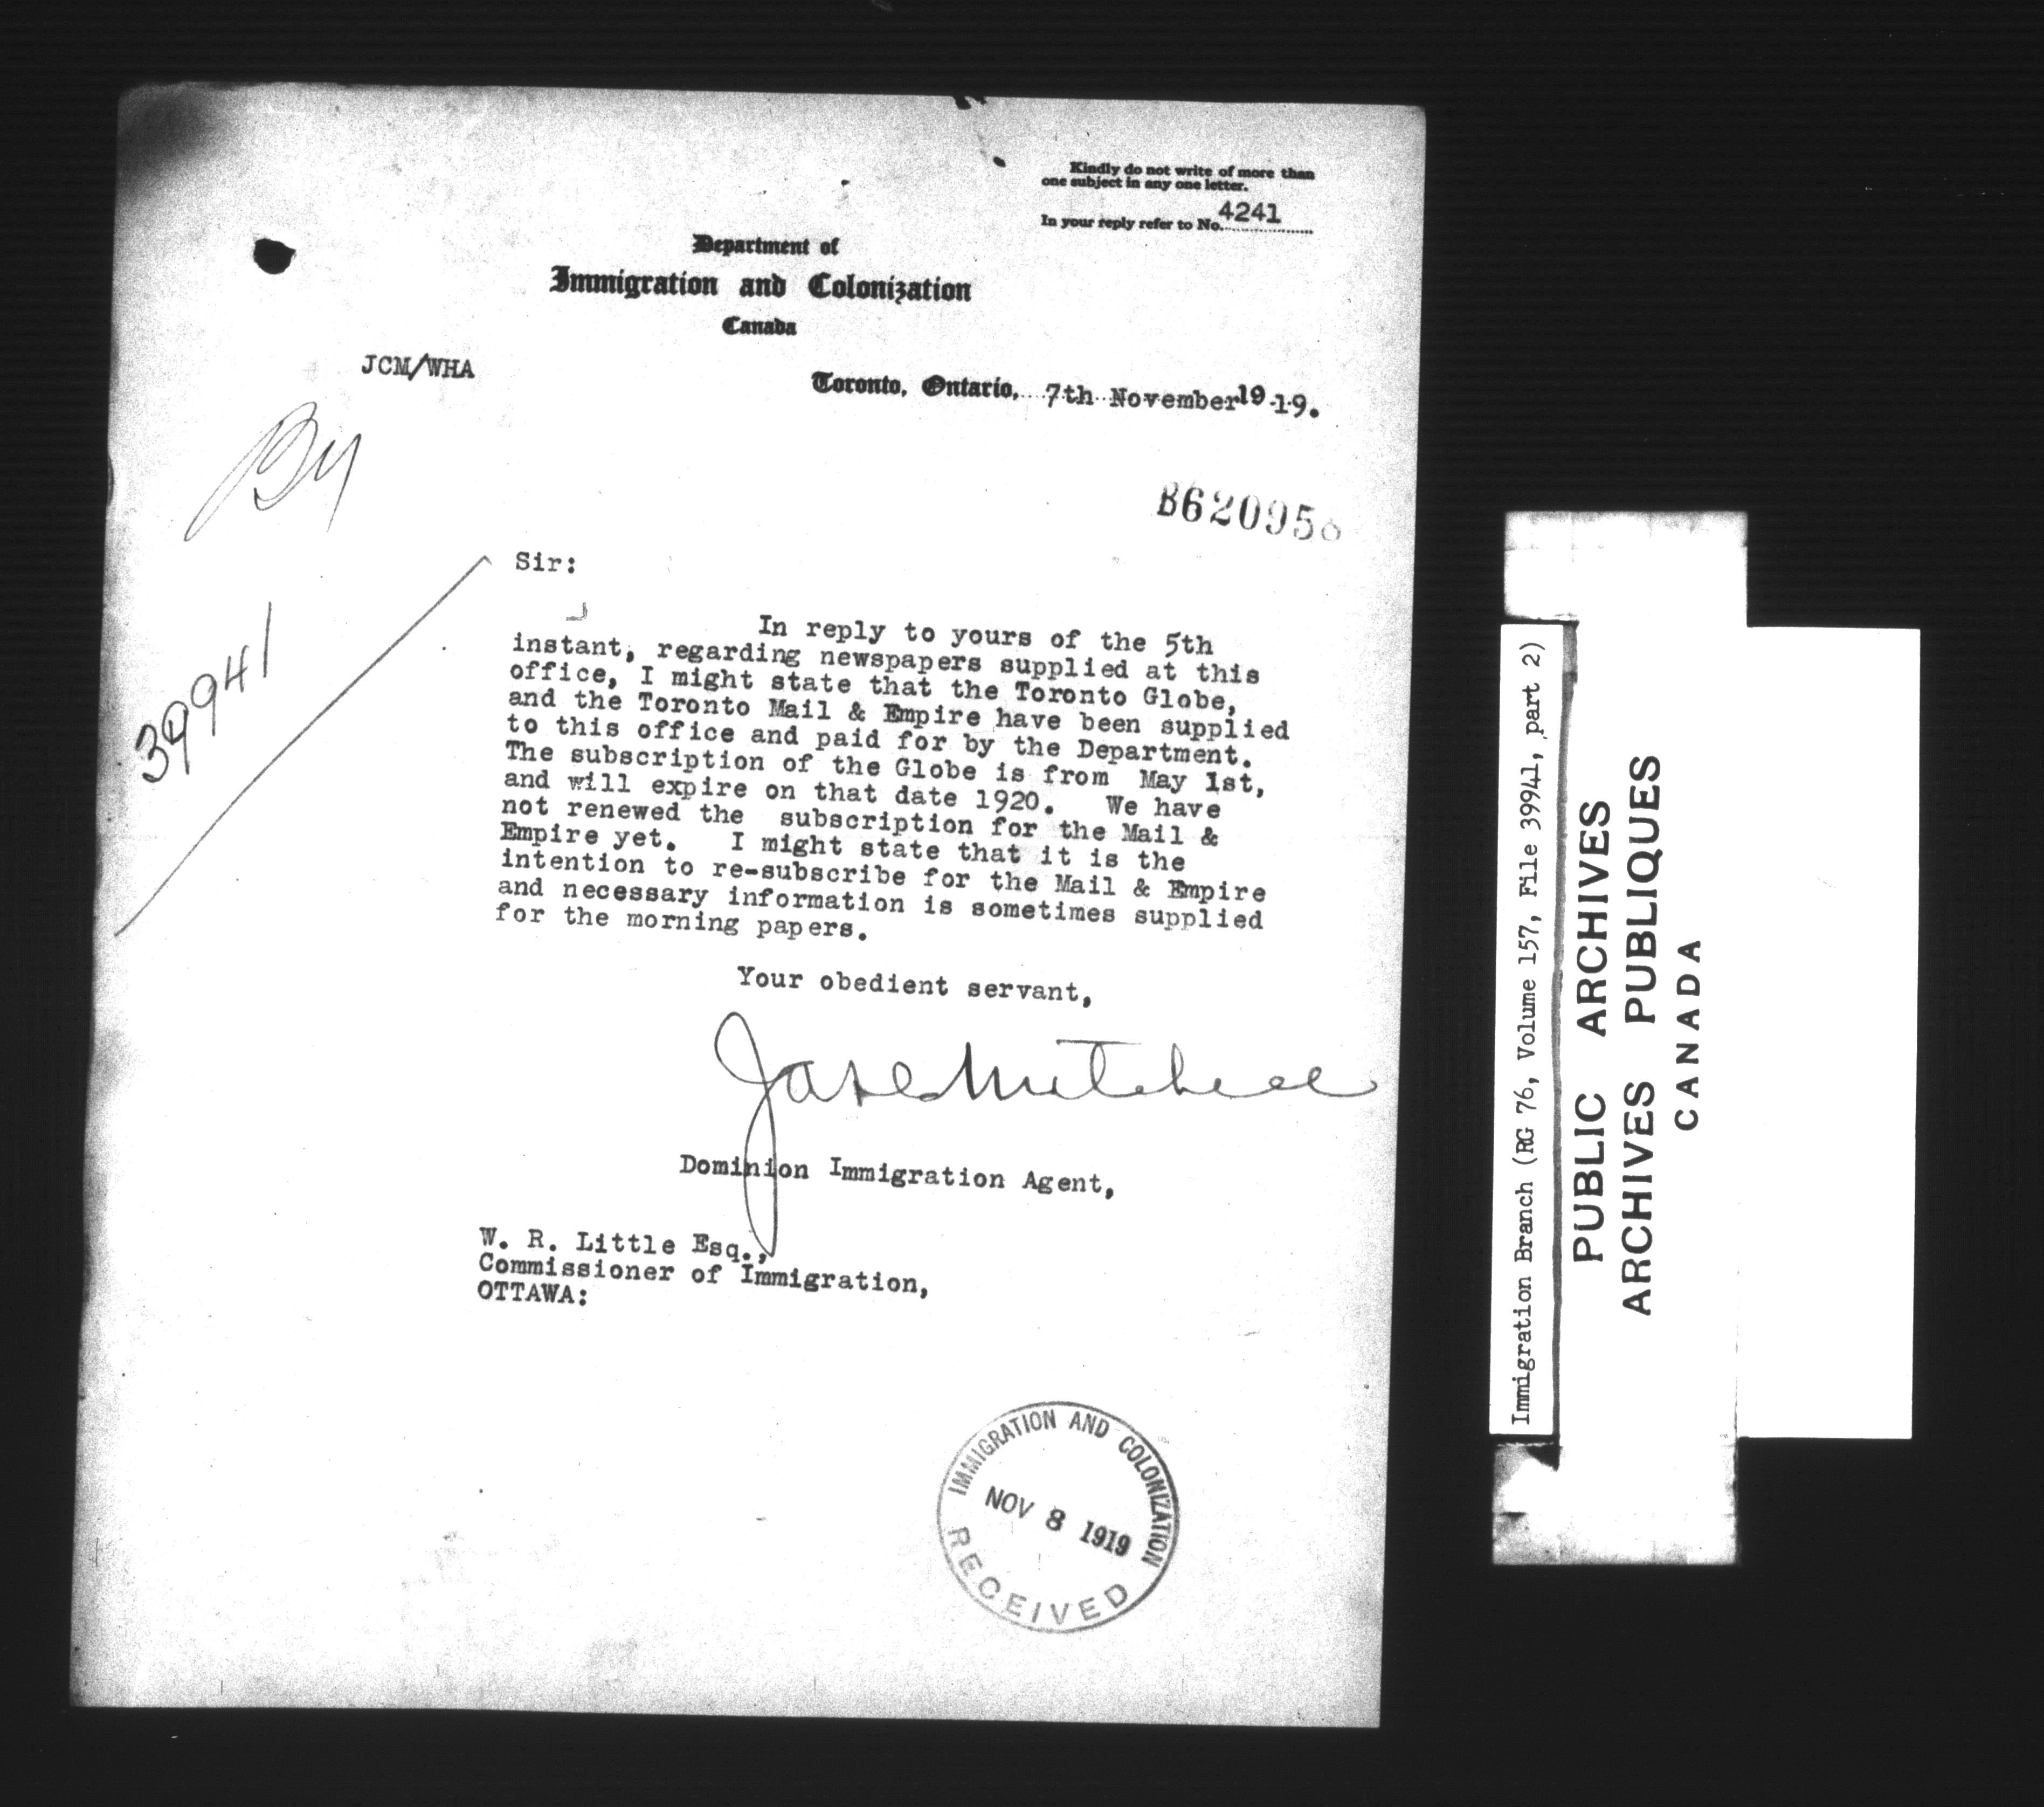 Kindly do not write of more than
one subject in any one letter.
In your reply refer to No. 4241
Department of
Immigration and Colonization
Canada
JCM/WHA
Toronto, Ontario, 7th November 1919.
B62095
39941
Sir:
In reply to yours of the 5th
instant, regarding newspapers supplied at this
office, I might state that the Toronto Globe,
and the Toronto Mail & Empire have been supplied
to this office and paid for by the Department.
The subscription of the Globe is from May 1st,
and will expire on that date 1920. We have
not renewed the subscription for the Mail &
Empire yet. I might state that it is the
intention to re-subscribe for the Mail & Empire
and necessary information is sometimes supplied
for the morning papers.
Your obedient servant,
Mitchell
Dominion Immigration Agent,
W. R. Little Esq.,
Commissioner of Immigration,
OTTAWA:
IMMIGRATION AND COLONIZATION
NOV 8 1919
RECEIVED
Immigration Branch (RG 76, Volume 157, File 39941, part 2)
PUBLIC ARCHIVES
ARCHIVES PUBLIQUES
CANADA